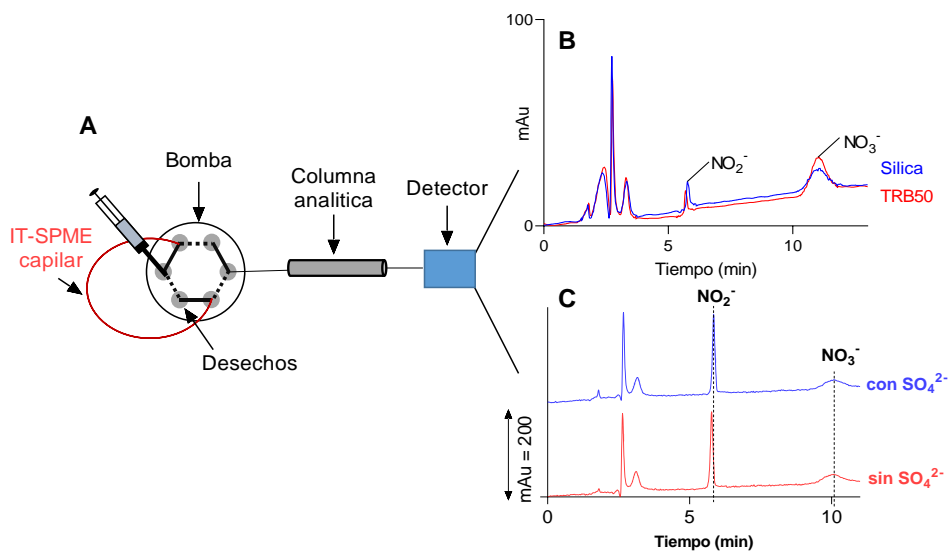 A
Bomba
Columna
analitica
Detector
IT-SPME
capilar
Desechos
B
100
mAu
0
NO₂⁻
NO₃⁻
Silica
TRB50
0
5
10
Tiempo (min)
C
NO₂⁻
NO₃⁻
con SO₄²⁻
mAu = 200
sin SO₄²⁻
0
5
10
Tiempo (min)